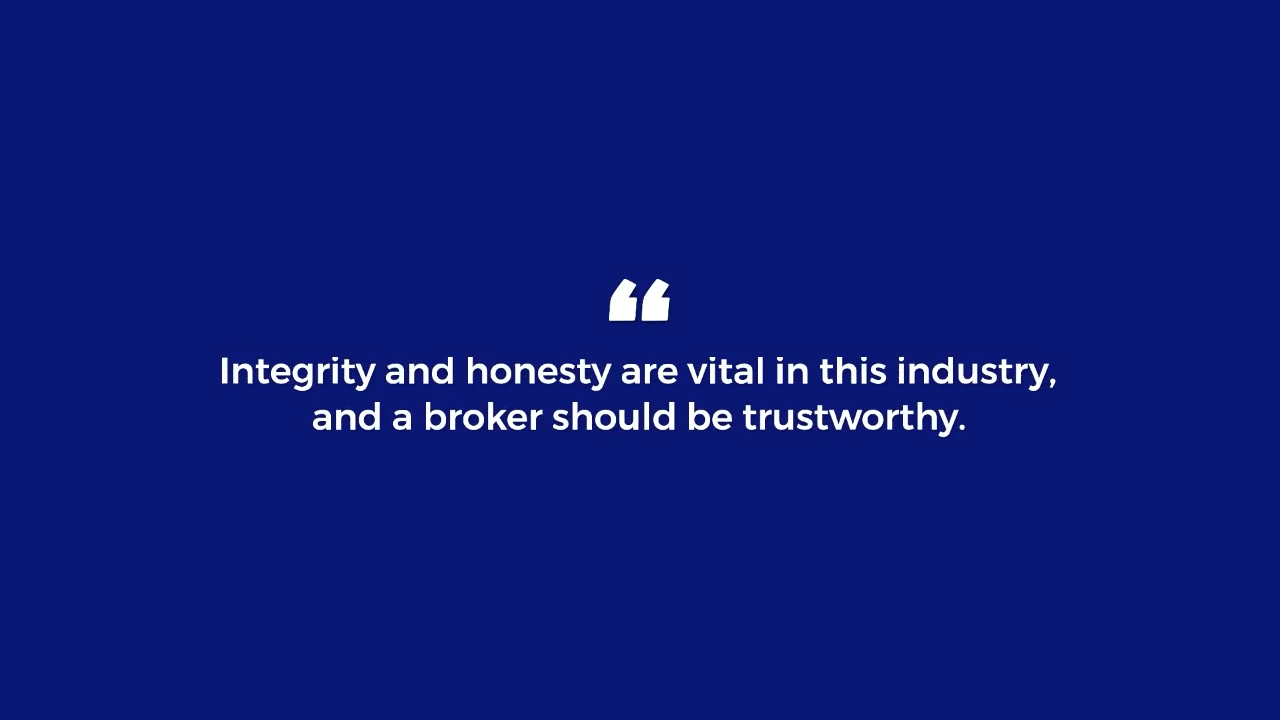 “
Integrity and honesty are vital in this industry,
and a broker should be trustworthy.